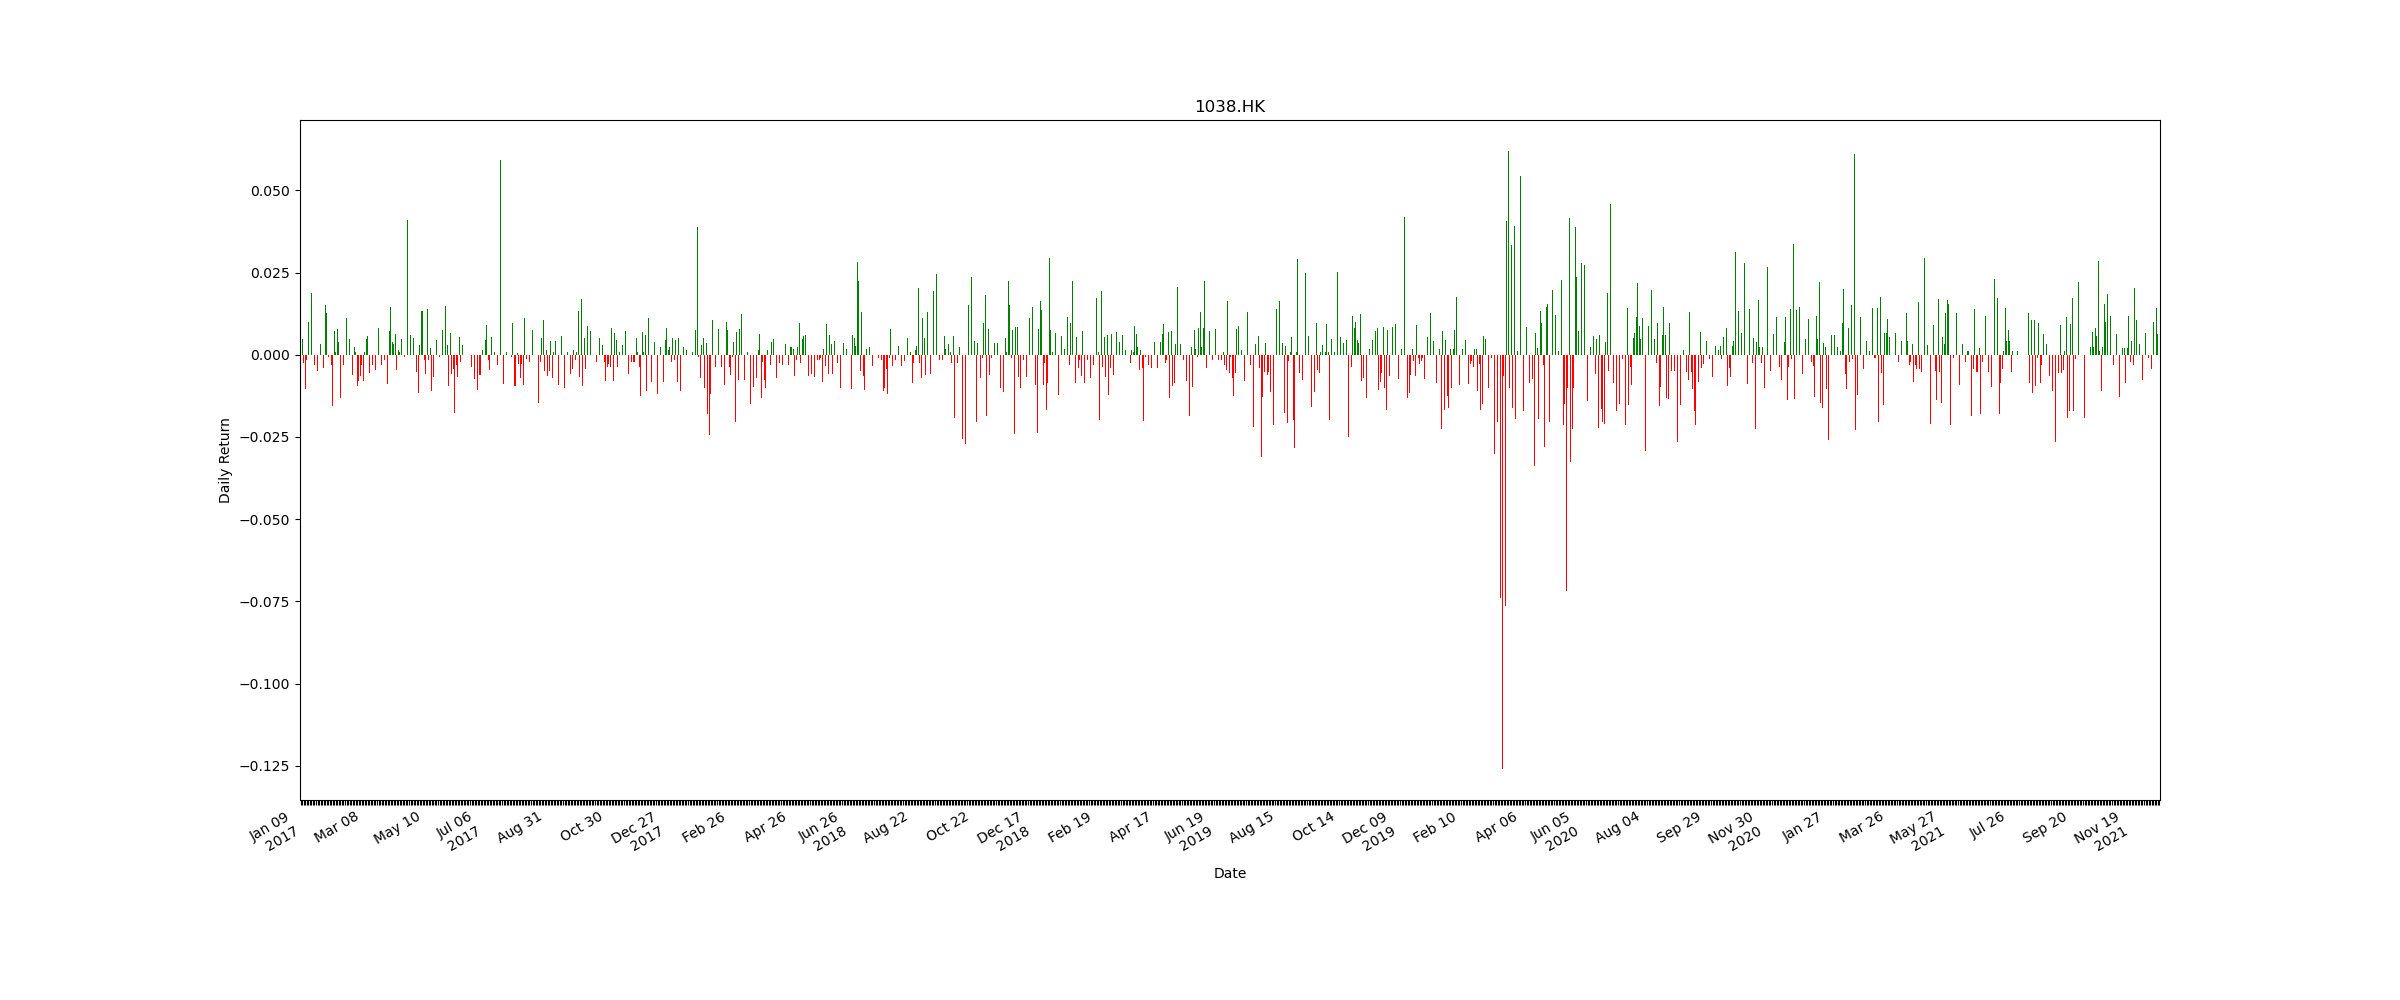 1038.HK
0.050
0.025
0.000
−0.025
−0.050
−0.075
−0.100
−0.125
Daily Return
Jan 09
2017
Mar 08
May 10
Jul 06
2017
Aug 31
Oct 30
Dec 27
2017
Feb 26
Apr 26
Jun 26
2018
Aug 22
Oct 22
Dec 17
2018
Feb 19
Apr 17
Jun 19
2019
Aug 15
Oct 14
Dec 09
2019
Feb 10
Apr 06
Jun 05
2020
Aug 04
Sep 29
Nov 30
2020
Jan 27
Mar 26
May 27
2021
Jul 26
Sep 20
Nov 19
2021
Date